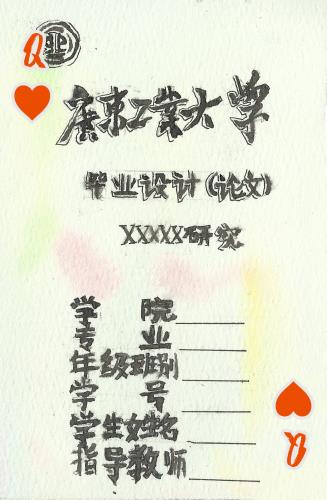 Q
广东工業大学
毕业设计(论文)
XXXXX研究
学院
专业
年级班别
学号
学生姓名
指导教师
Q